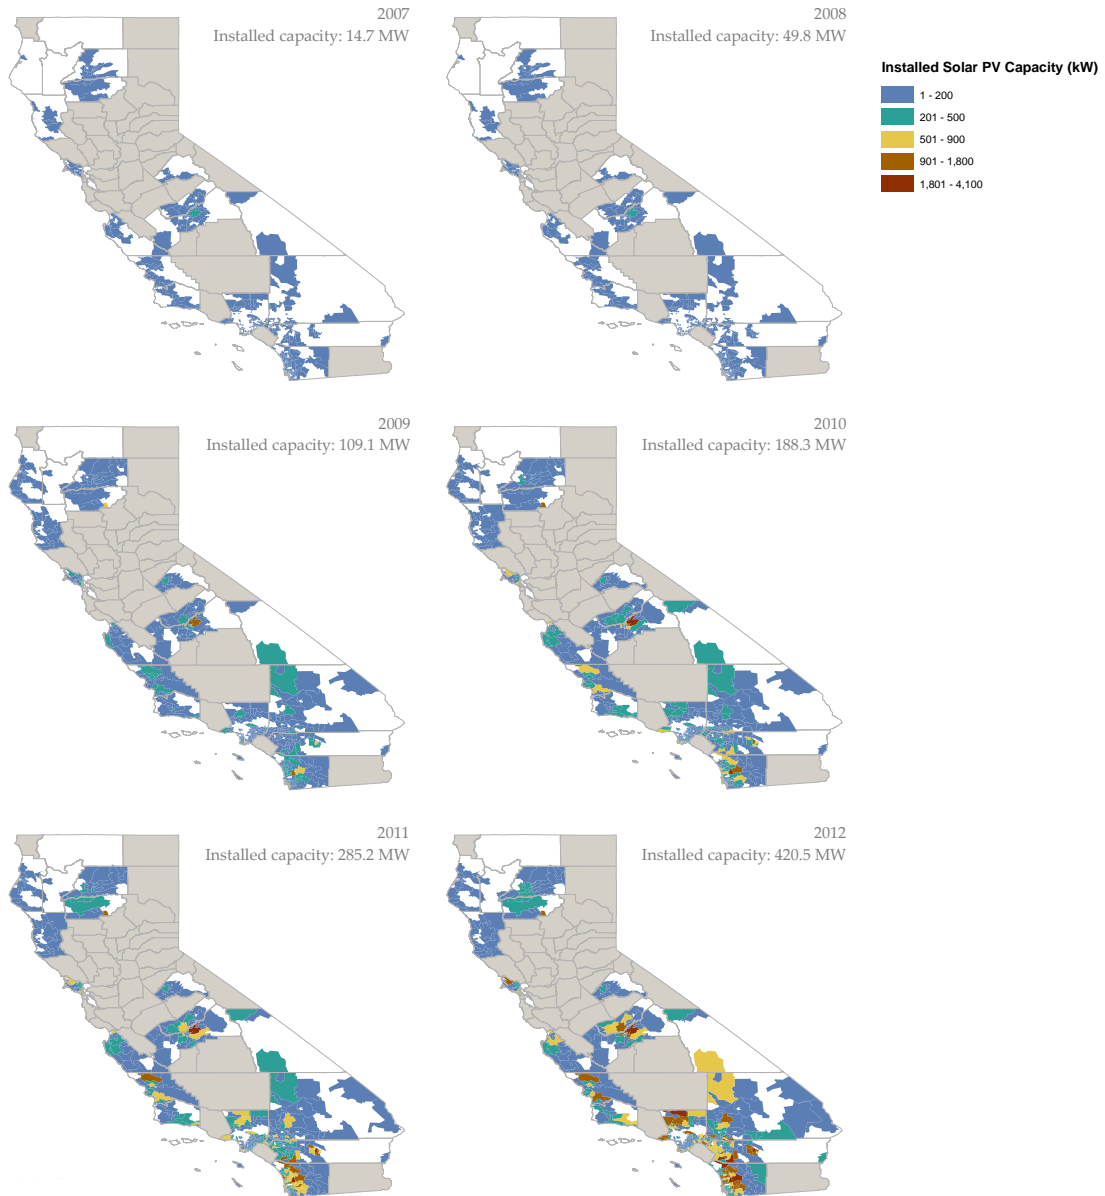 2007
Installed capacity: 14.7 MW
2008
Installed capacity: 49.8 MW
Installed Solar PV Capacity (kW)
1 - 200
201 - 500
501 - 900
901 - 1,800
1,801 - 4,100
2009
Installed capacity: 109.1 MW
2010
Installed capacity: 188.3 MW
2011
Installed capacity: 285.2 MW
2012
Installed capacity: 420.5 MW